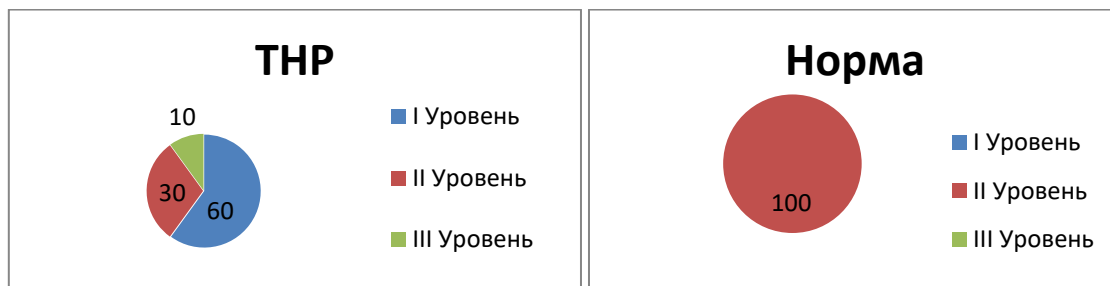 ТНР
10
30
60
I Уровень
II Уровень
III Уровень
Норма
100
I Уровень
II Уровень
III Уровень